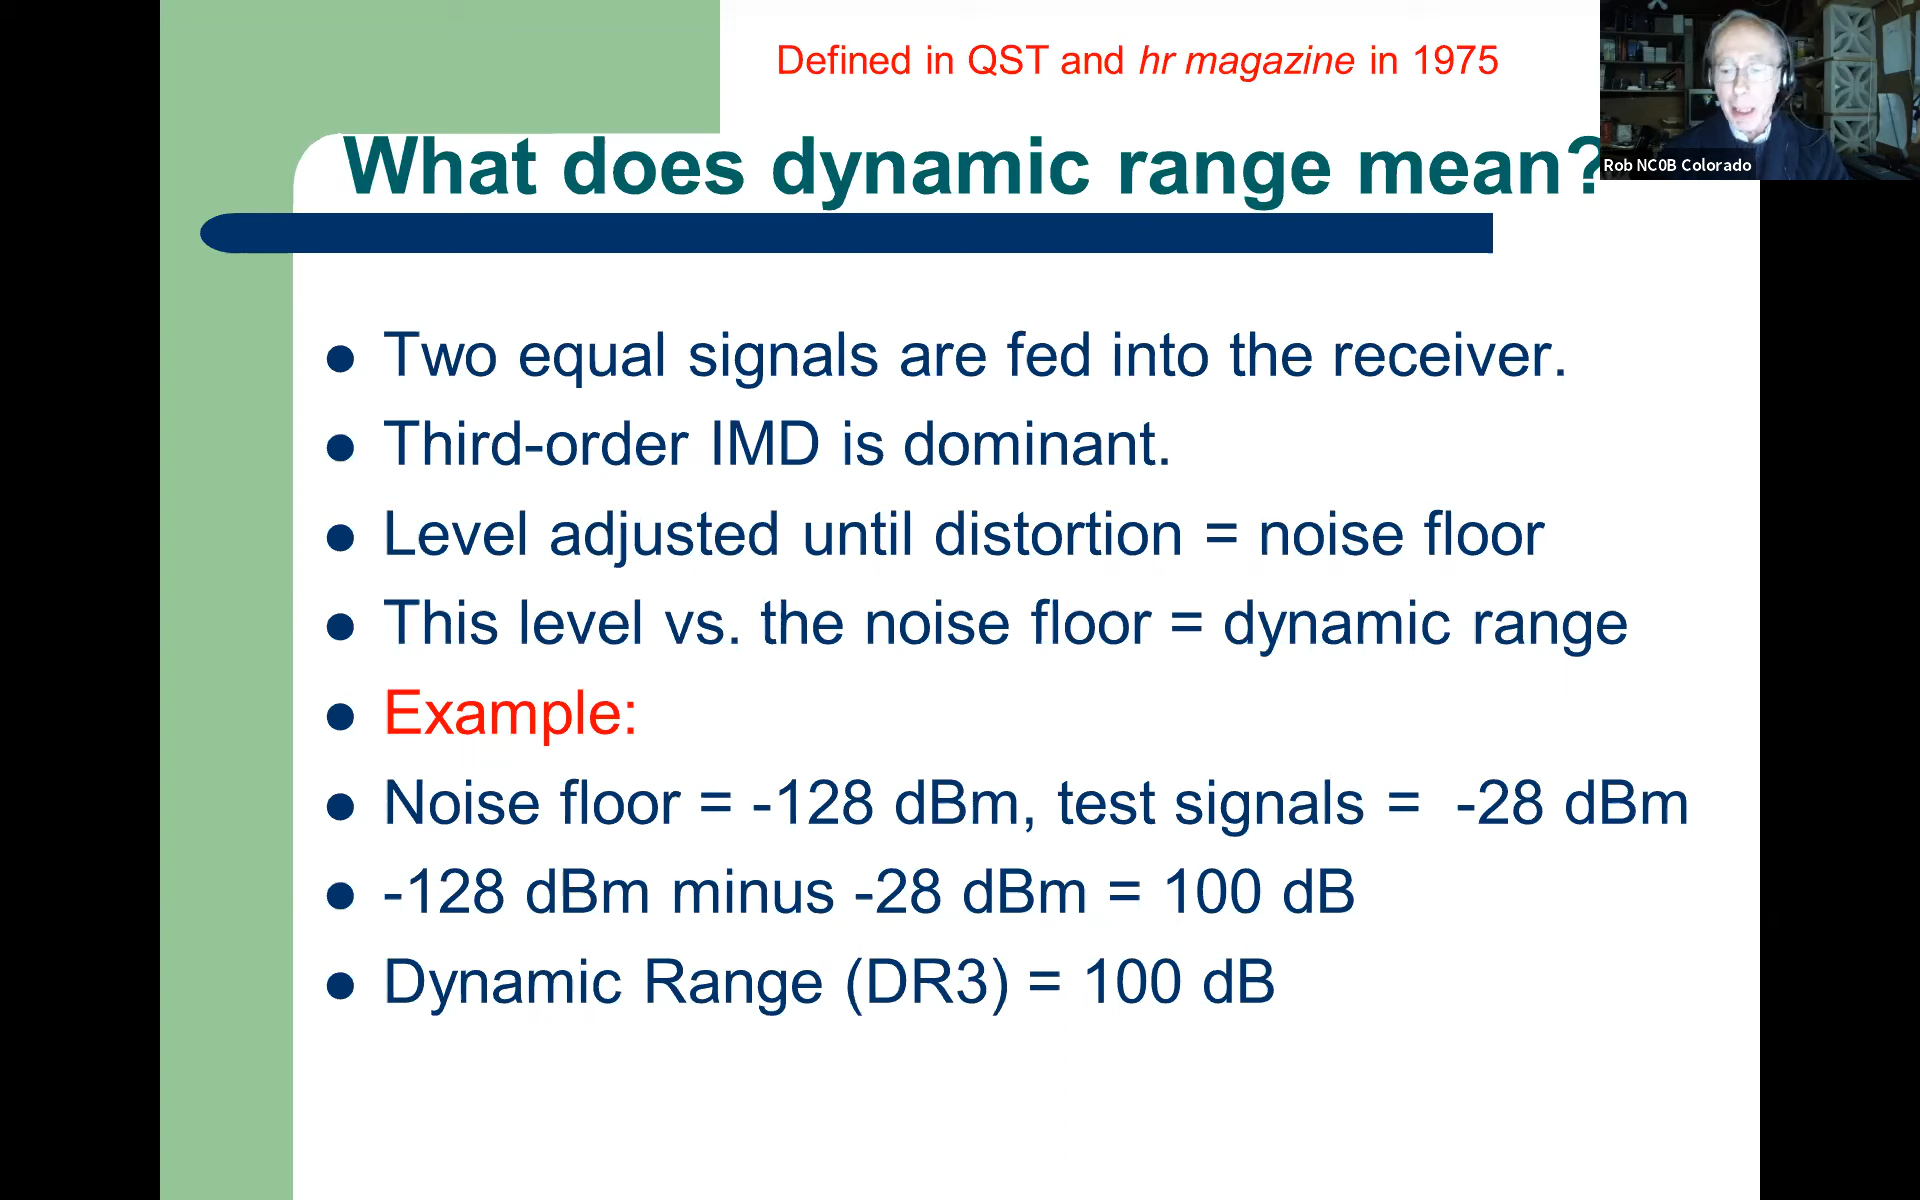 Defined in QST and hr magazine in 1975
What does dynamic range mean?
Rob NC0B Colorado
Two equal signals are fed into the receiver.
Third-order IMD is dominant.
Level adjusted until distortion = noise floor
This level vs. the noise floor = dynamic range
Example:
Noise floor = -128 dBm, test signals = -28 dBm
-128 dBm minus -28 dBm = 100 dB
Dynamic Range (DR3) = 100 dB